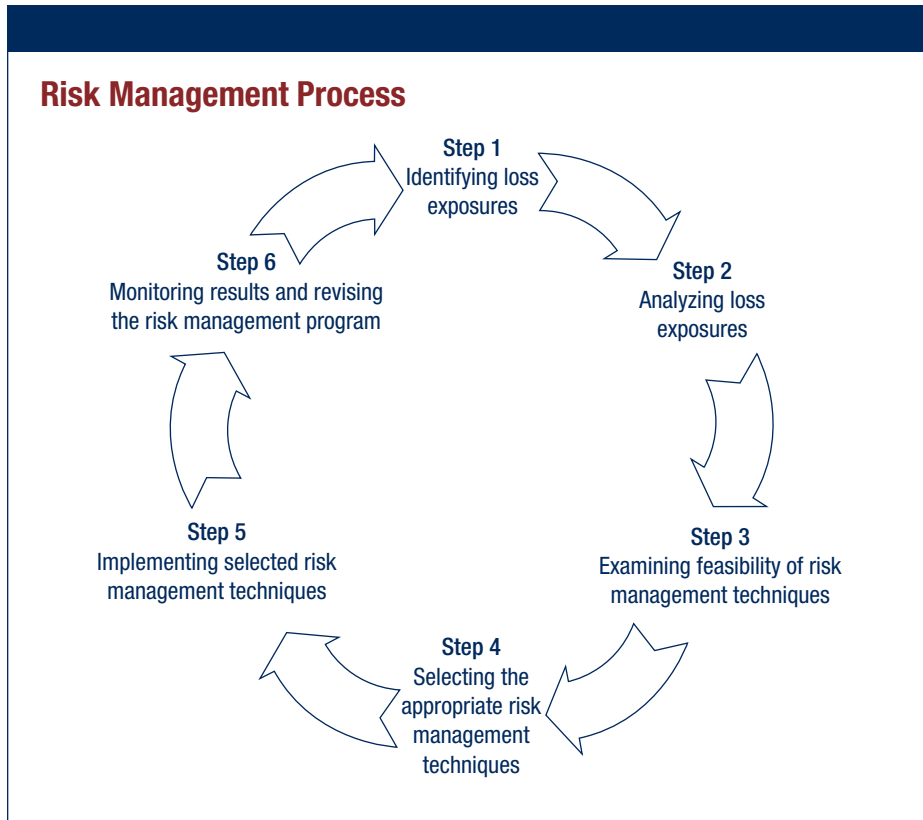 Risk Management Process
Step 1
Identifying loss
exposures
Step 2
Analyzing loss
exposures
Step 3
Examining feasibility of risk
management techniques
Step 4
Selecting the
appropriate risk
management
techniques
Step 5
Implementing selected risk
management techniques
Step 6
Monitoring results and revising
the risk management program